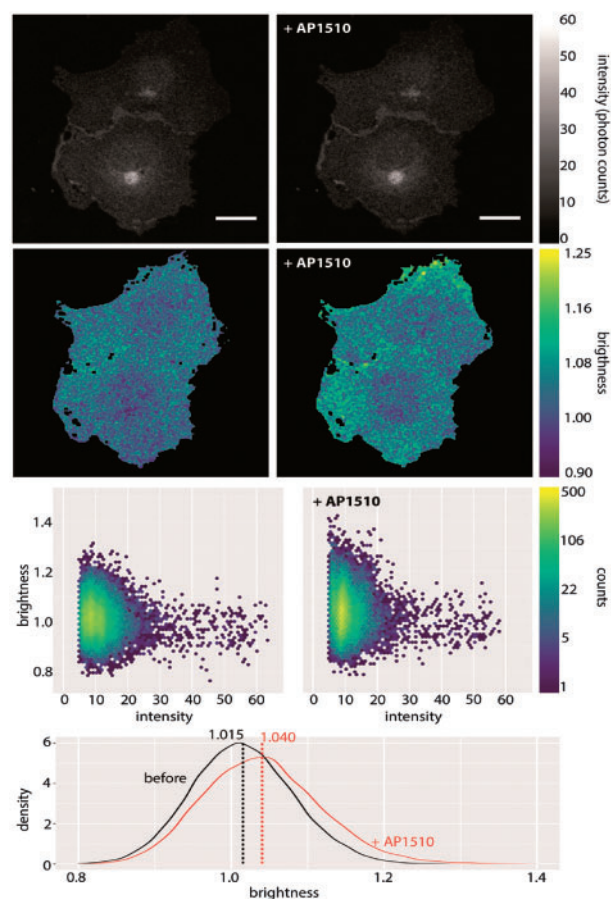 + AP1510
60
50
40
30
20
10
0
intensity (photon counts)
+ AP1510
1.25
1.16
1.08
1.00
0.90
brigthness
+ AP1510
1.4
1.2
1.0
0.8
brightness
0 10 20 30 40 50 60
intensity
0 10 20 30 40 50 60
intensity
500
106
22
5
1
counts
1.015 1.040
6
4
2
0
density
before
+ AP1510
0.8 1.0 1.2 1.4
brightness